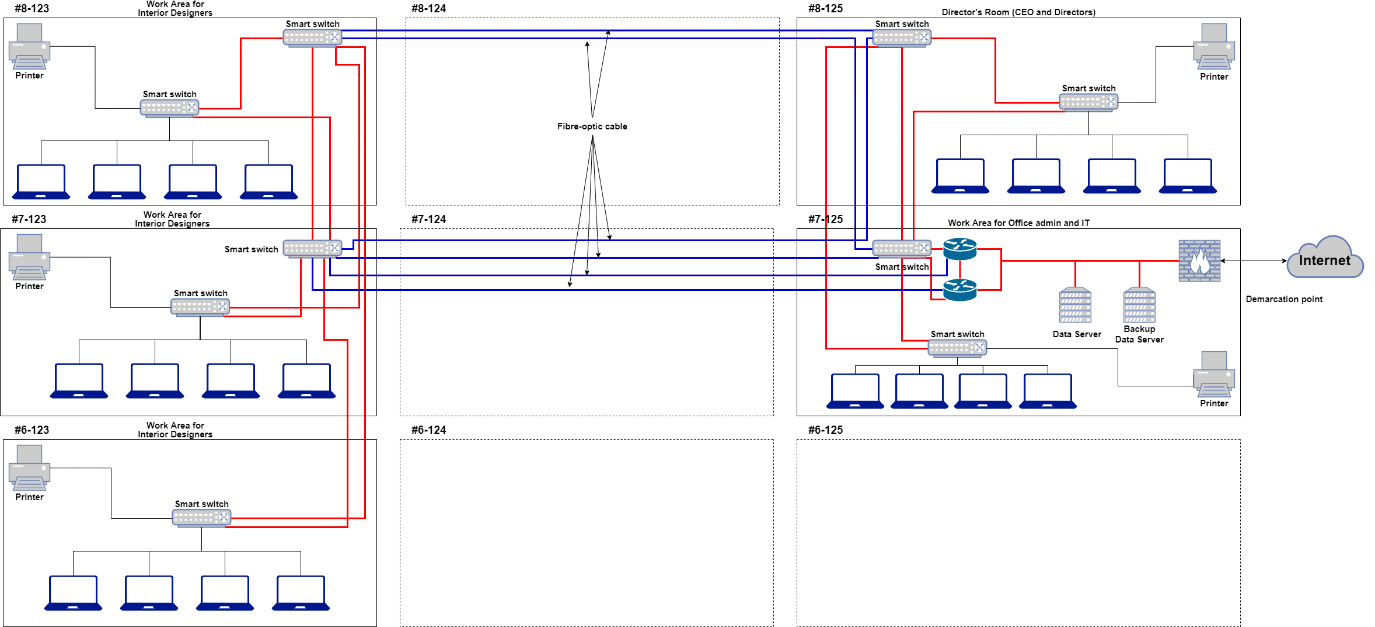 #8-123
Work Area for
Interior Designers
Smart switch
Printer
Smart switch
#8-124
Fibre-optic cable
#8-125
Director's Room (CEO and Directors)
Smart switch
Printer
Smart switch
#7-123
Work Area for
Interior Designers
Smart switch
Printer
Smart switch
#7-124
#7-125
Work Area for Office admin and IT
Smart switch
Internet
Demarcation point
Data Server
Backup
Data Server
Smart switch
Printer
#6-123
Work Area for
Interior Designers
Printer
Smart switch
#6-124
#6-125